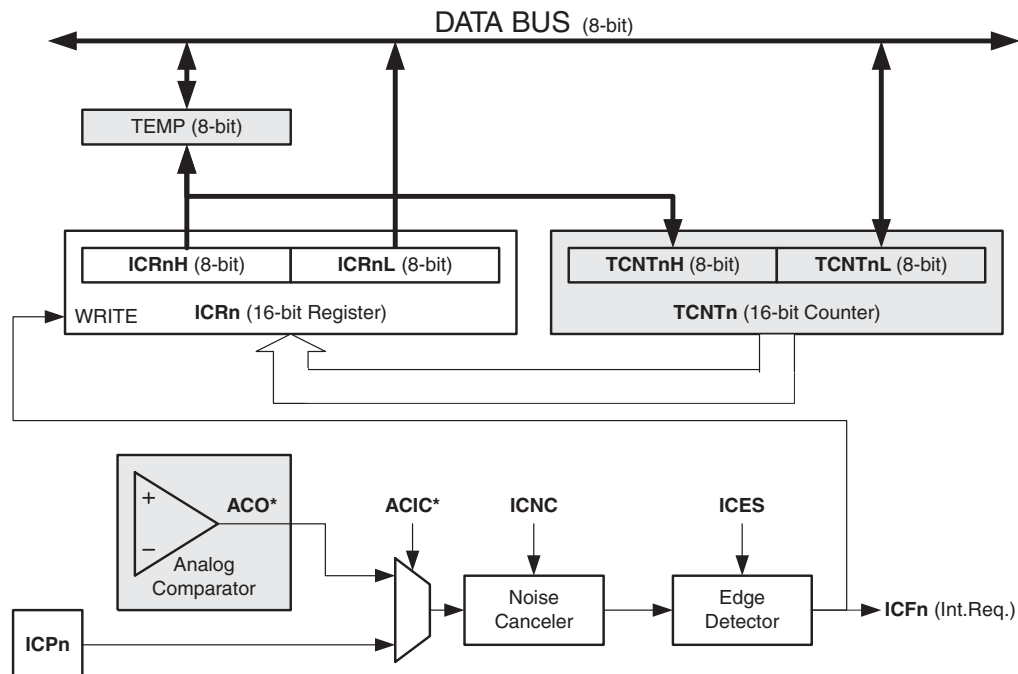 DATA BUS (8-bit)
TEMP (8-bit)
ICRnH (8-bit)
ICRnL (8-bit)
TCNTnH (8-bit)
TCNTnL (8-bit)
WRITE
ICRn (16-bit Register)
TCNTn (16-bit Counter)
+
−
ACO*
Analog
Comparator
ACIC*
ICNC
ICES
Noise
Canceler
Edge
Detector
ICFn (Int.Req.)
ICPn